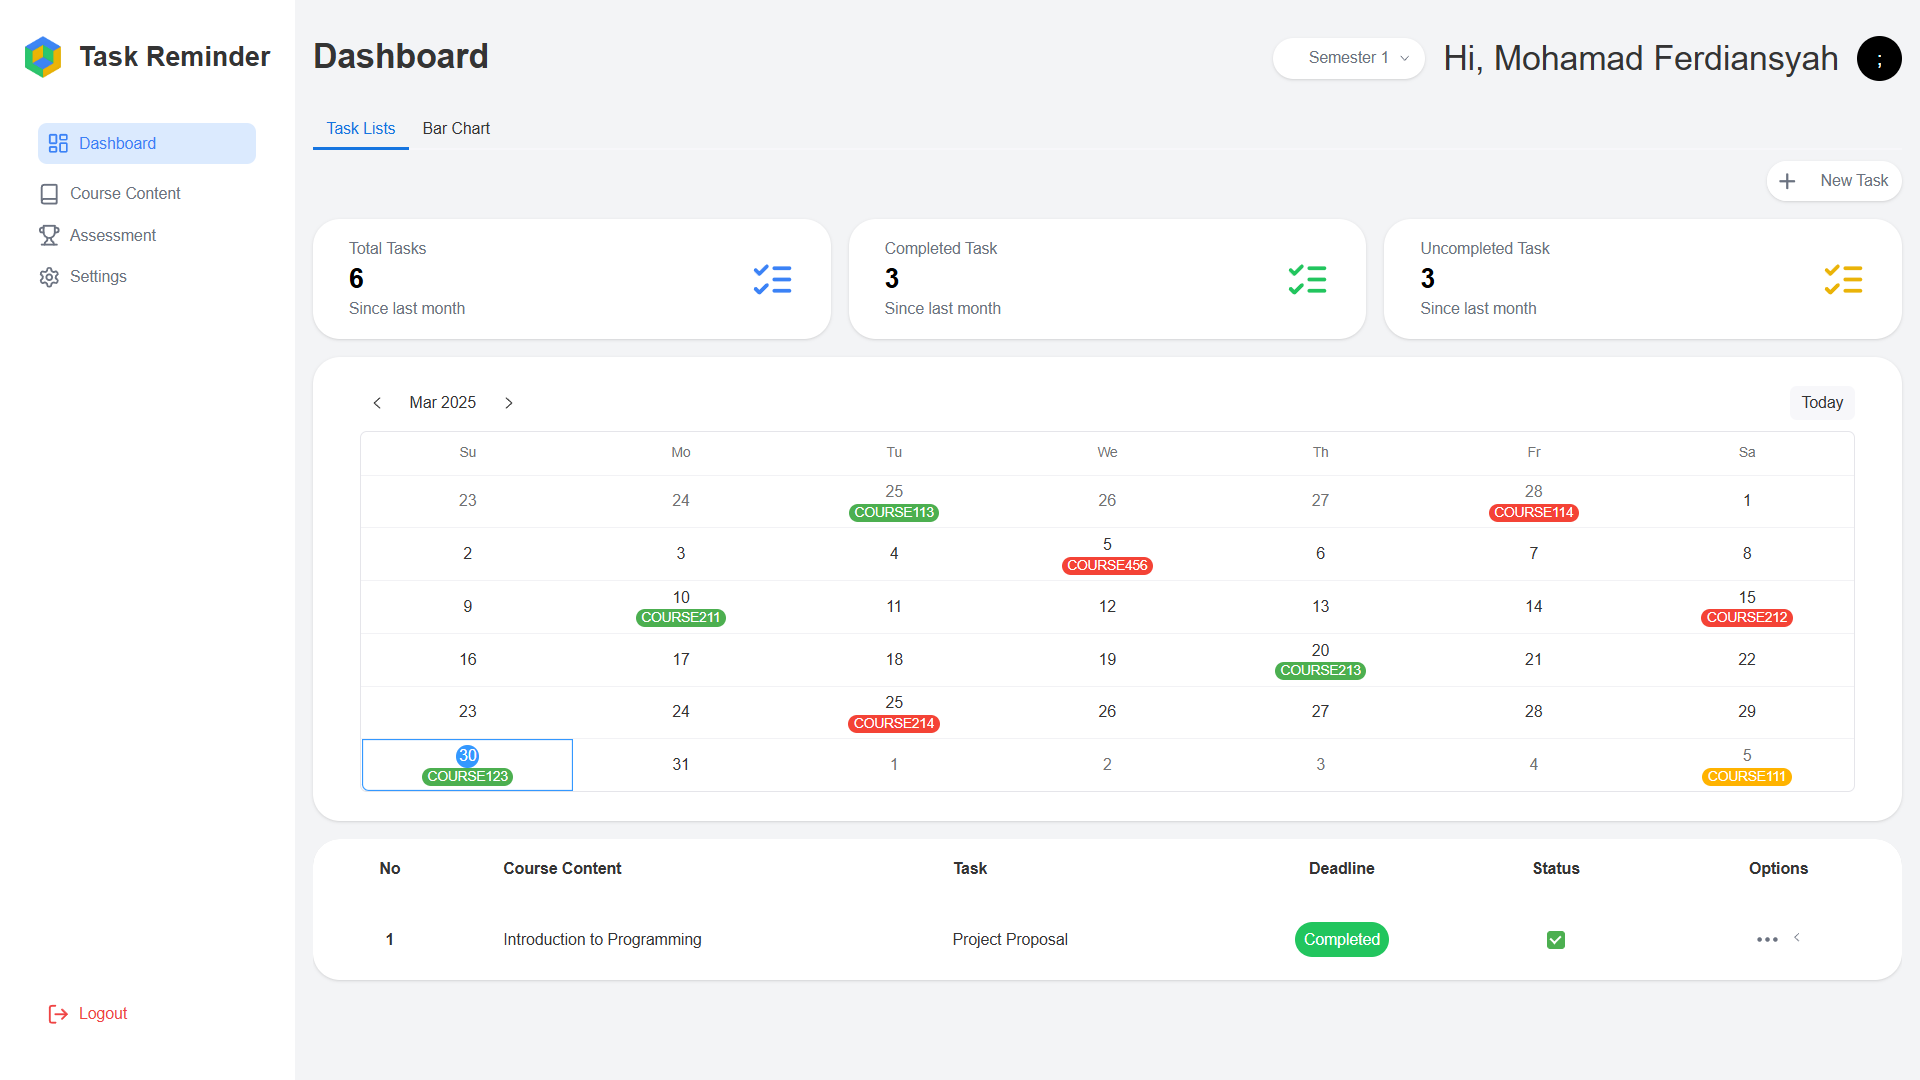 Task Reminder
Dashboard
Course Content
Assessment
Settings
Logout
Dashboard
Semester 1
Hi, Mohamad Ferdiansyah
;
Task Lists
Bar Chart
New Task
Total Tasks
6
Since last month
Completed Task
3
Since last month
Uncompleted Task
3
Since last month
Mar 2025
Today
Su Mo Tu We Th Fr Sa
23 24 25 26 27 28 1
COURSE113 COURSE114
2 3 4 5 6 7 8
COURSE456
9 10 11 12 13 14 15
COURSE211 COURSE212
16 17 18 19 20 21 22
COURSE213
23 24 25 26 27 28 29
COURSE214
30 31 1 2 3 4 5
COURSE123 COURSE111
No Course Content Task Deadline Status Options
1 Introduction to Programming Project Proposal Completed